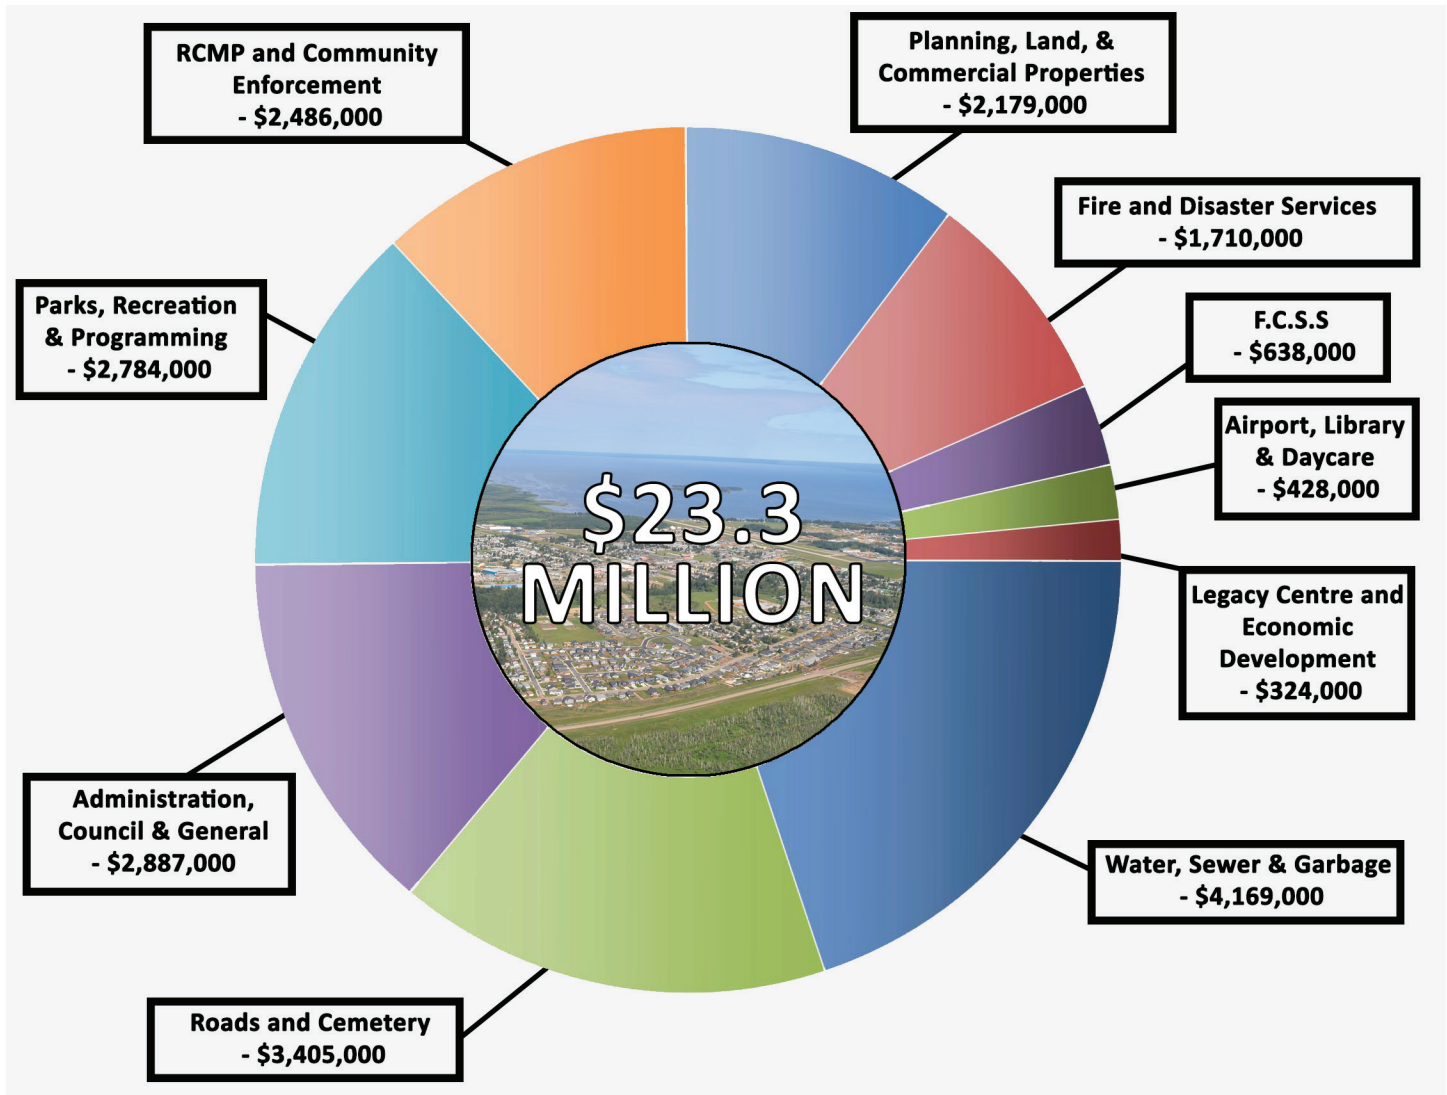 RCMP and Community
Enforcement
- $2,486,000
Planning, Land, &
Commercial Properties
- $2,179,000
Fire and Disaster Services
- $1,710,000
Parks, Recreation
& Programming
- $2,784,000
F.C.S.S
- $638,000
Airport, Library
& Daycare
- $428,000
$23.3
MILLION
Legacy Centre and
Economic
Development
- $324,000
Administration,
Council & General
- $2,887,000
Water, Sewer & Garbage
- $4,169,000
Roads and Cemetery
- $3,405,000